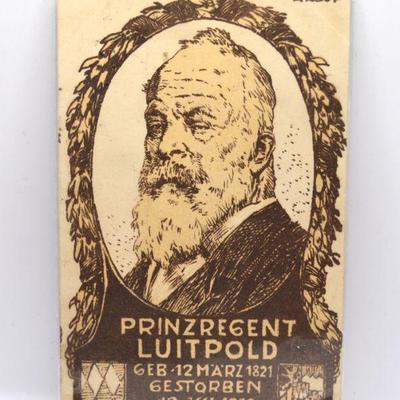 PRINZREGENT
LUITPOLD
GEB·12 MÄRZ 1821
GESTORBEN